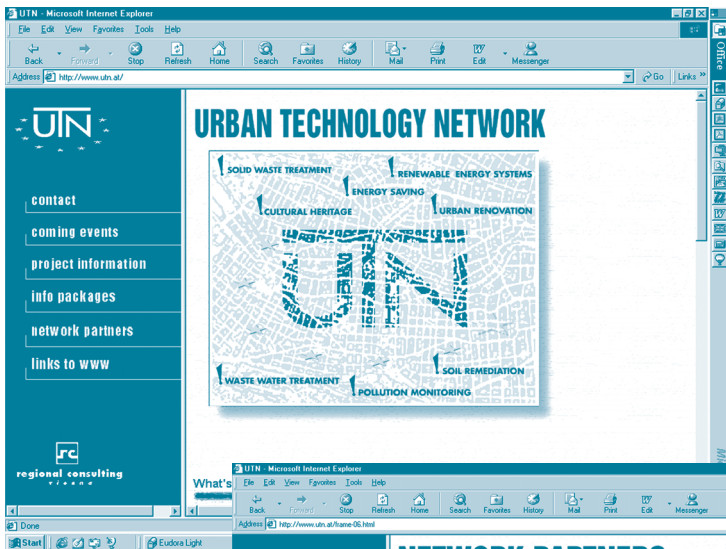 UTN - Microsoft Internet Explorer
File Edit View Favorites Tools Help
Back Forward Stop Refresh Home Search Favorites History Mail Print Edit Messenger
Address http://www.utn.at/ Go Links »
Office
UTN
contact
coming events
project information
info packages
network partners
links to www
rc
regional consulting
vienna
URBAN TECHNOLOGY NETWORK
SOLID WASTE TREATMENT
RENEWABLE ENERGY SYSTEMS
ENERGY SAVING
CULTURAL HERITAGE
URBAN RENOVATION
UTN
SOIL REMEDIATION
WASTE WATER TREATMENT
POLLUTION MONITORING
What's
UTN - Microsoft Internet Explorer
File Edit View Favorites Tools Help
Back Forward Stop Refresh Home Search Favorites History Mail Print Edit Messenger
Address http://www.utn.at/frame-06.html
NETWORK PARTNERS
Done
Start Eudora Light